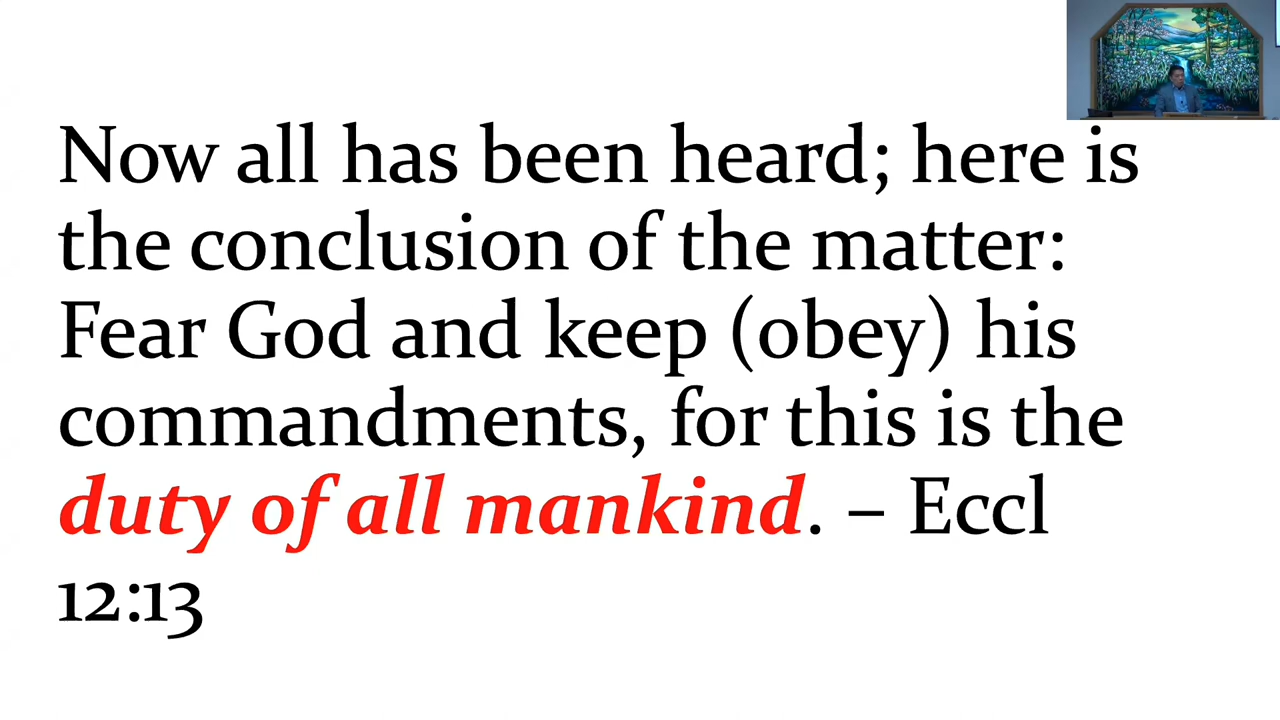 Now all has been heard; here is
the conclusion of the matter:
Fear God and keep (obey) his
commandments, for this is the
duty of all mankind. – Eccl
12:13